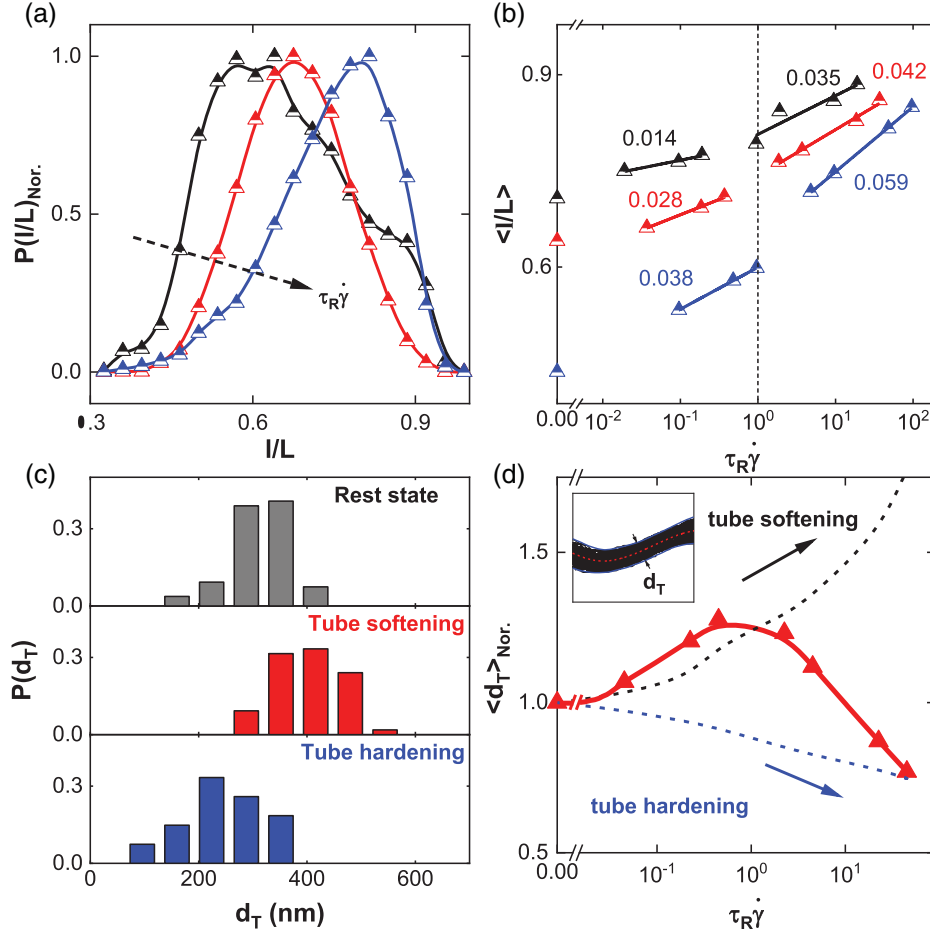 (a)
1.0
0.5
0.0
P(l/L)Nor.
τRγ̇
0.3
0.6
0.9
l/L
(b)
0.9
0.6
<l/L>
0.035
0.042
0.014
0.028
0.059
0.038
0.00
10⁻²
10⁻¹
10⁰
10¹
10²
τRγ̇
(c)
Rest state
0.3
0.0
Tube softening
0.3
0.0
Tube hardening
0.3
0.0
P(dT)
0
200
400
600
dT (nm)
(d)
1.5
1.0
0.5
<dT>Nor.
dT
tube softening
tube hardening
0.00
10⁻¹
10⁰
10¹
τRγ̇